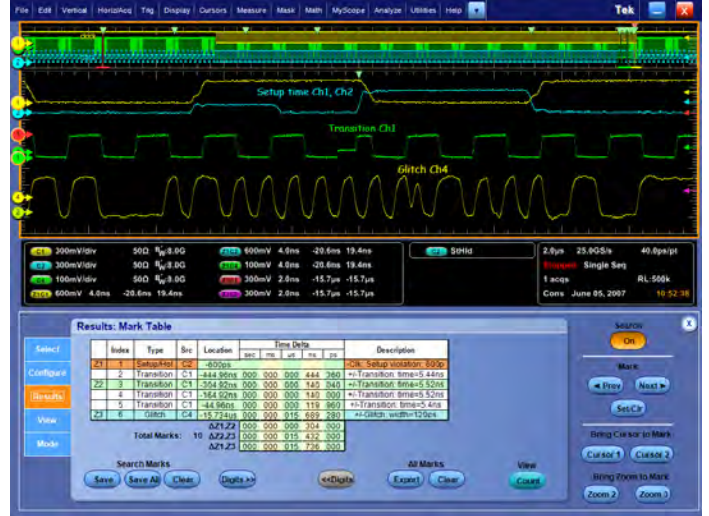 File Edit Vertical Horiz/Acq Trig Display Cursors Measure Mask Math MyScope Analyze Utilities Help Tek
Setup time Ch1, Ch2
Transition Ch1
Glitch Ch4
300mV/div 50Ω 8.0G 600mV 4.0ns -20.6ns 19.4ns StHld 2.0µs 25.0GS/s 40.0ps/pt
300mV/div 50Ω 8.0G 100mV 4.0ns -20.6ns 19.4ns Stopped Single Seq
100mV/div 50Ω 8.0G 300mV 2.0ns -15.7µs -15.7µs 1 acqs RL:500k
600mV 4.0ns -20.6ns 19.4ns 300mV 2.0ns -15.7µs -15.7µs Cons June 05, 2007 10:52:36
Results: Mark Table
Search
On
Select
Configure
Results
View
Mode
Time Delta
Index Type Src Location sec ms us ns ps Description
Z1 1 Setup/Hol C2 -600ps -Clk: Setup violation: 600p
2 Transition C1 -444.96ns 000 000 000 444 360 +/-Transition: time=5.44ns
Z2 3 Transition C1 -304.92ns 000 000 000 140 040 +/-Transition: time=5.52ns
4 Transition C1 -164.92ns 000 000 000 140 000 +/-Transition: time=5.52ns
5 Transition C1 -44.96ns 000 000 000 119 960 +/-Transition: time=5.4ns
Z3 6 Glitch C4 -15.734us 000 000 015 689 280 +/-Glitch: width=120ps
ΔZ1,Z2 000 000 000 304 000
Total Marks: 10 ΔZ2,Z3 000 000 015 432 000
ΔZ1,Z3 000 000 015 736 000
Search Marks
Save Save All Clear Digits >> <<Digits
All Marks
Export Clear
View
Count
Mark
Prev Next
Set/Clr
Bring Cursor to Mark
Cursor 1 Cursor 2
Bring Zoom to Mark
Zoom 2 Zoom 3